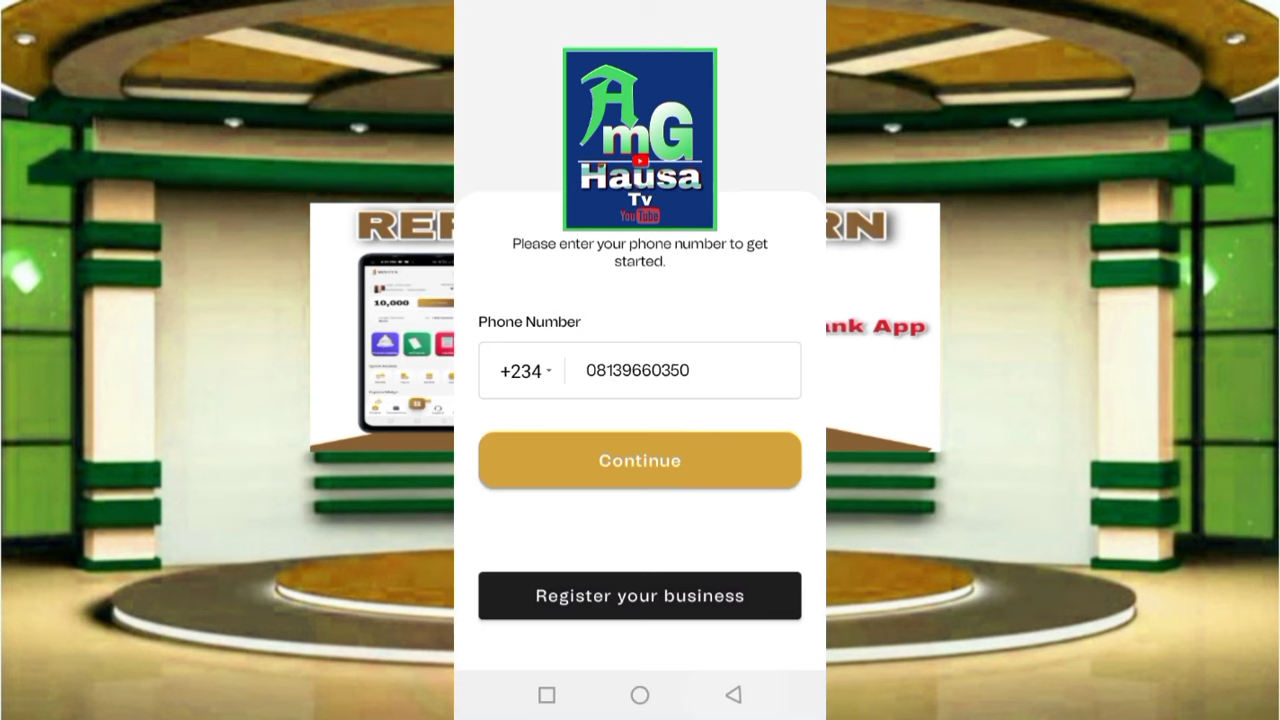 AmG
Hausa
Tv
YouTube
REF
RN
Please enter your phone number to get
started.
10,000
ank App
Phone Number
+234 08139660350
Continue
Register your business